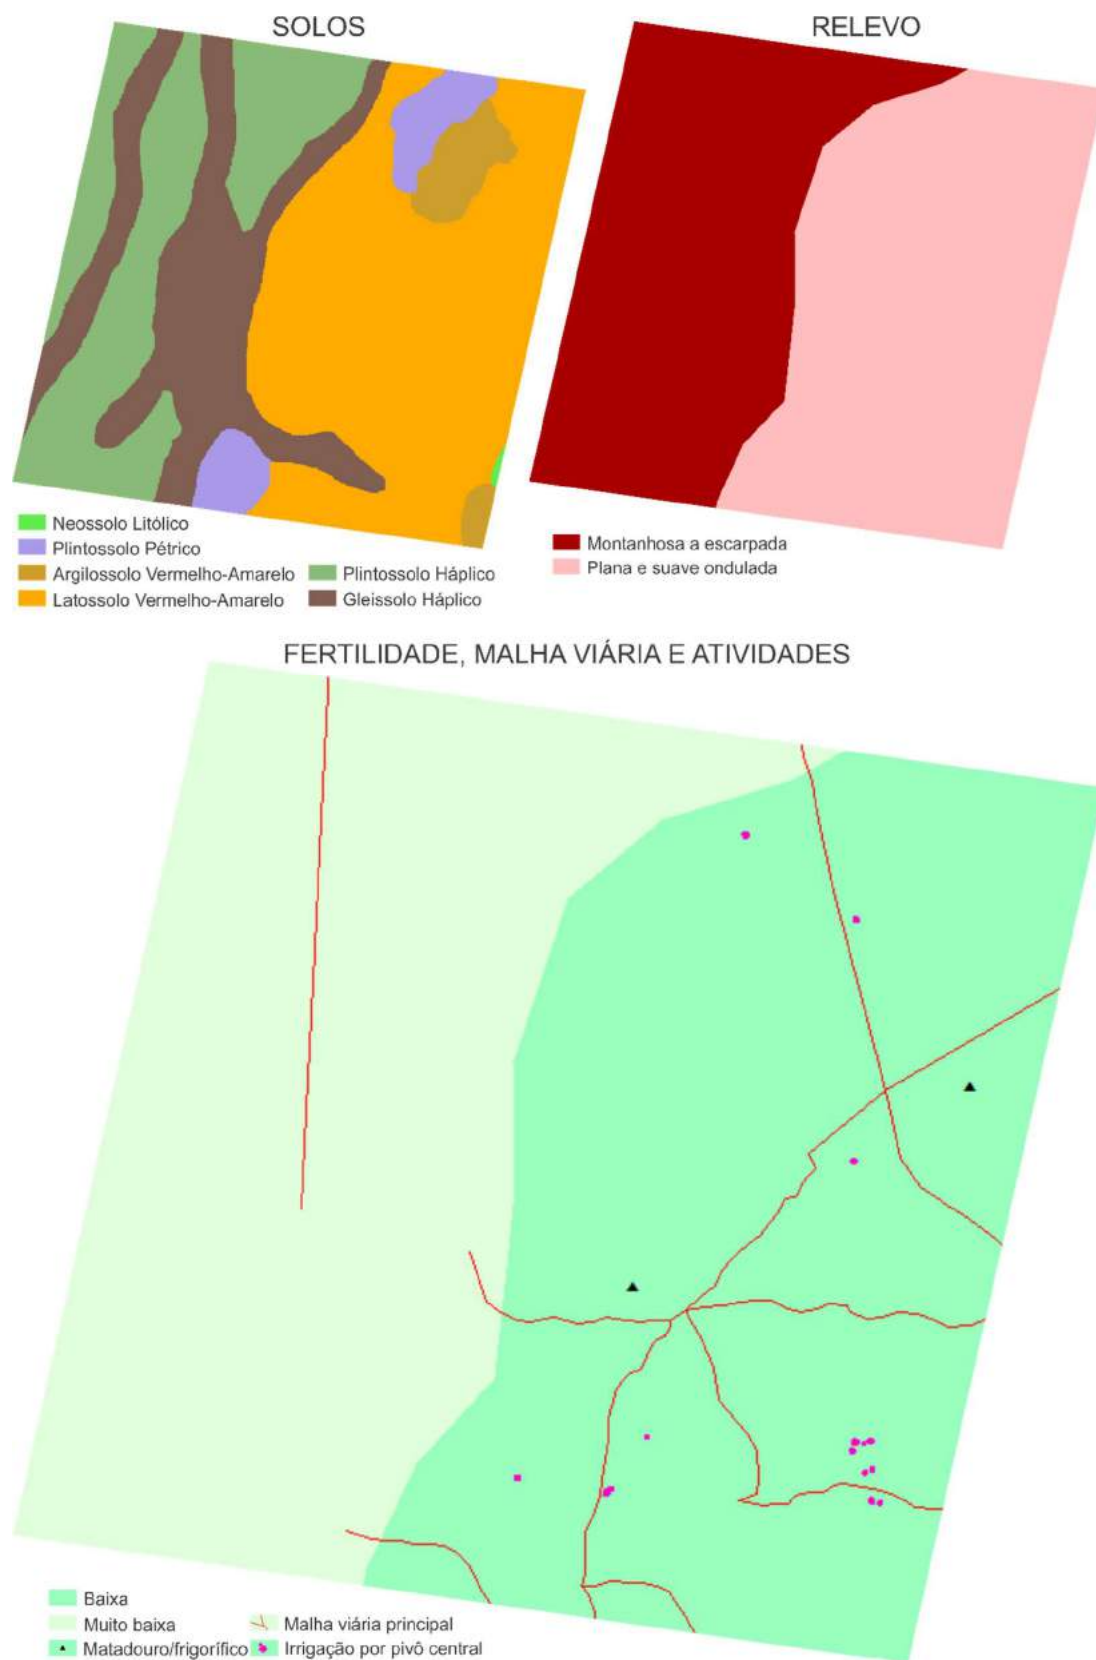 SOLOS
RELEVO
Neossolo Litólico
Plintossolo Pétrico
Argilossolo Vermelho-Amarelo
Plintossolo Háplico
Latossolo Vermelho-Amarelo
Gleissolo Háplico
Montanhosa a escarpada
Plana e suave ondulada
FERTILIDADE, MALHA VIÁRIA E ATIVIDADES
Baixa
Muito baixa
Malha viária principal
Matadouro/frigorífico
Irrigação por pivô central